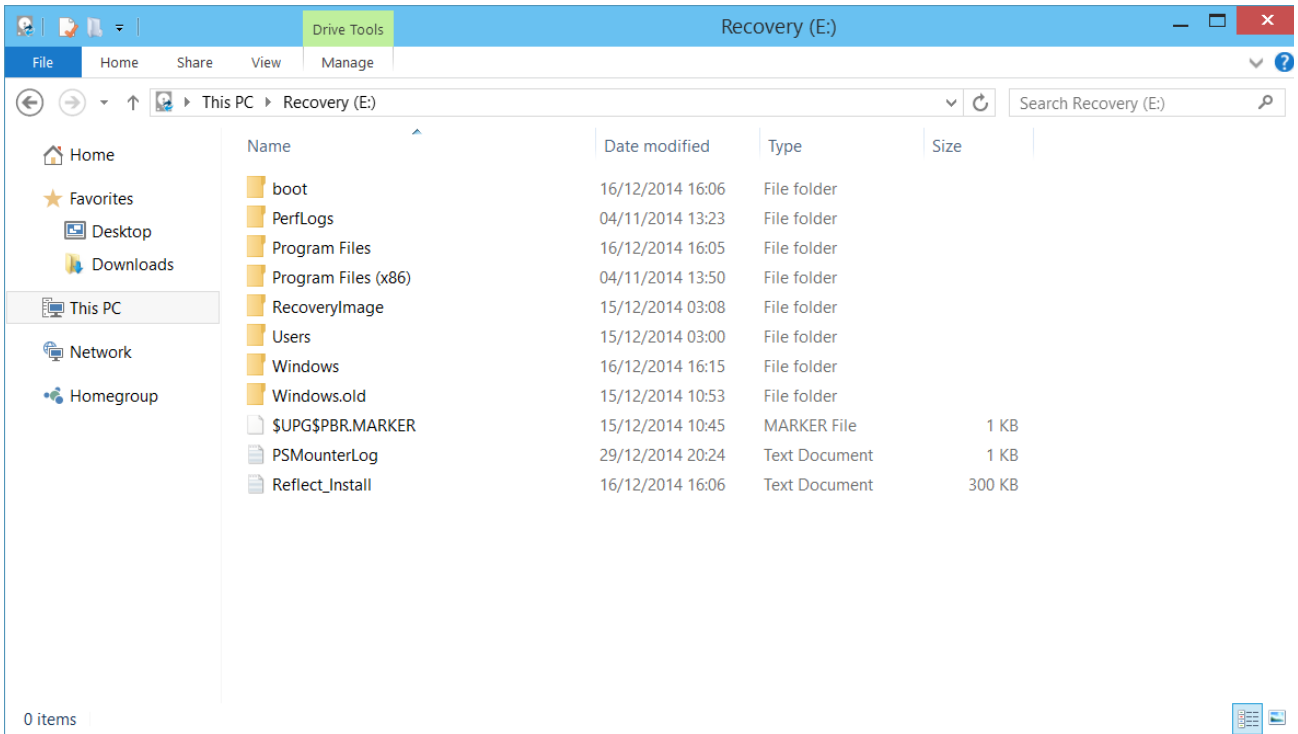 Drive Tools
Recovery (E:)
File Home Share View Manage
This PC Recovery (E:) Search Recovery (E:)
Home
Favorites
Desktop
Downloads
This PC
Network
Homegroup
Name Date modified Type Size
boot 16/12/2014 16:06 File folder
PerfLogs 04/11/2014 13:23 File folder
Program Files 16/12/2014 16:05 File folder
Program Files (x86) 04/11/2014 13:50 File folder
RecoveryImage 15/12/2014 03:08 File folder
Users 15/12/2014 03:00 File folder
Windows 16/12/2014 16:15 File folder
Windows.old 15/12/2014 10:53 File folder
$UPG$PBR.MARKER 15/12/2014 10:45 MARKER File 1 KB
PSMounterLog 29/12/2014 20:24 Text Document 1 KB
Reflect_Install 16/12/2014 16:06 Text Document 300 KB
0 items